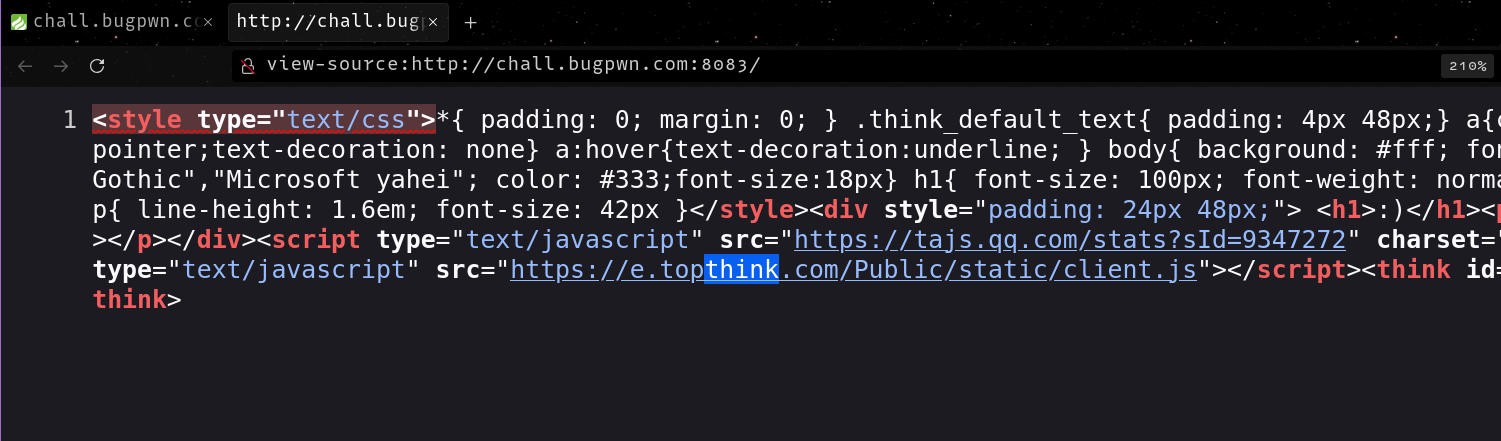 chall.bugpwn.c
http://chall.bug
view-source:http://chall.bugpwn.com:8083/
210%
1 <style type="text/css">*{ padding: 0; margin: 0; } .think_default_text{ padding: 4px 48px;} a{c
pointer;text-decoration: none} a:hover{text-decoration:underline; } body{ background: #fff; for
Gothic","Microsoft yahei"; color: #333;font-size:18px} h1{ font-size: 100px; font-weight: norma
p{ line-height: 1.6em; font-size: 42px }</style><div style="padding: 24px 48px;"> <h1>:)</h1><p
></p></div><script type="text/javascript" src="https://tajs.qq.com/stats?sId=9347272" charset="
type="text/javascript" src="https://e.topthink.com/Public/static/client.js"></script><think id=
think>